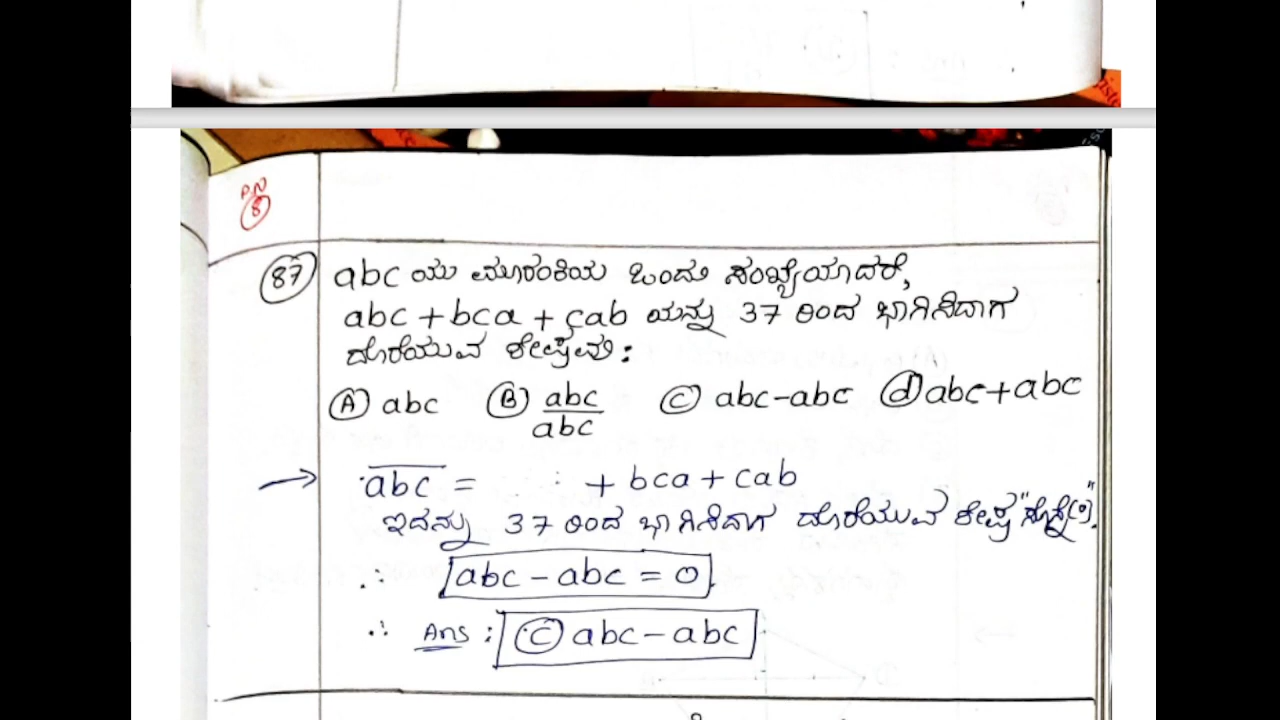 P.N
8
87 abc ಯು ಮೂರಂಕಿಯ ಒಂದು ಸಂಖ್ಯೆಯಾದರೆ,
abc + bca + cab ಯನ್ನು 37 ರಿಂದ ಭಾಗಿಸಿದಾಗ
ದೊರೆಯುವ ಶೇಷವು:
A abc B abc/abc C abc-abc d abc+abc
→ abc = + bca + cab
ಇದನ್ನು 37 ರಿಂದ ಭಾಗಿಸಿದಾಗ ದೊರೆಯುವ ಶೇಷ "ಸೊನ್ನೆ(0)".
∴ abc - abc = 0
∴ Ans : C abc - abc